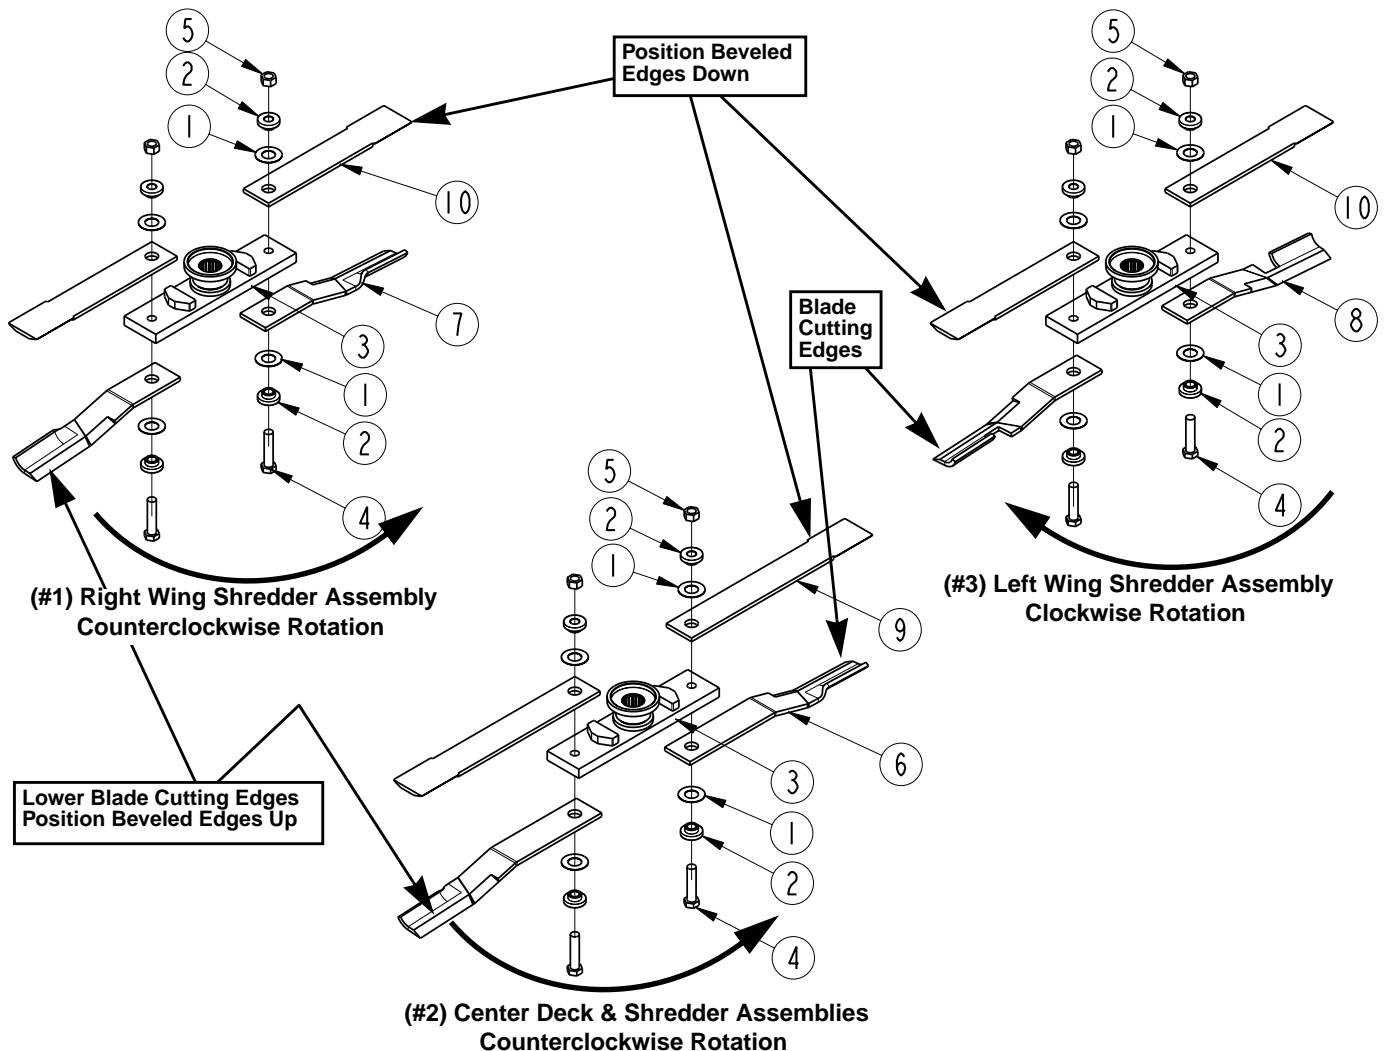 5
2
1
10
7
3
1
2
4
(#1) Right Wing Shredder Assembly
Counterclockwise Rotation
Position Beveled
Edges Down
Blade
Cutting
Edges
5
2
1
10
8
3
1
2
4
(#3) Left Wing Shredder Assembly
Clockwise Rotation
Lower Blade Cutting Edges
Position Beveled Edges Up
5
2
1
9
6
3
1
2
4
(#2) Center Deck & Shredder Assemblies
Counterclockwise Rotation